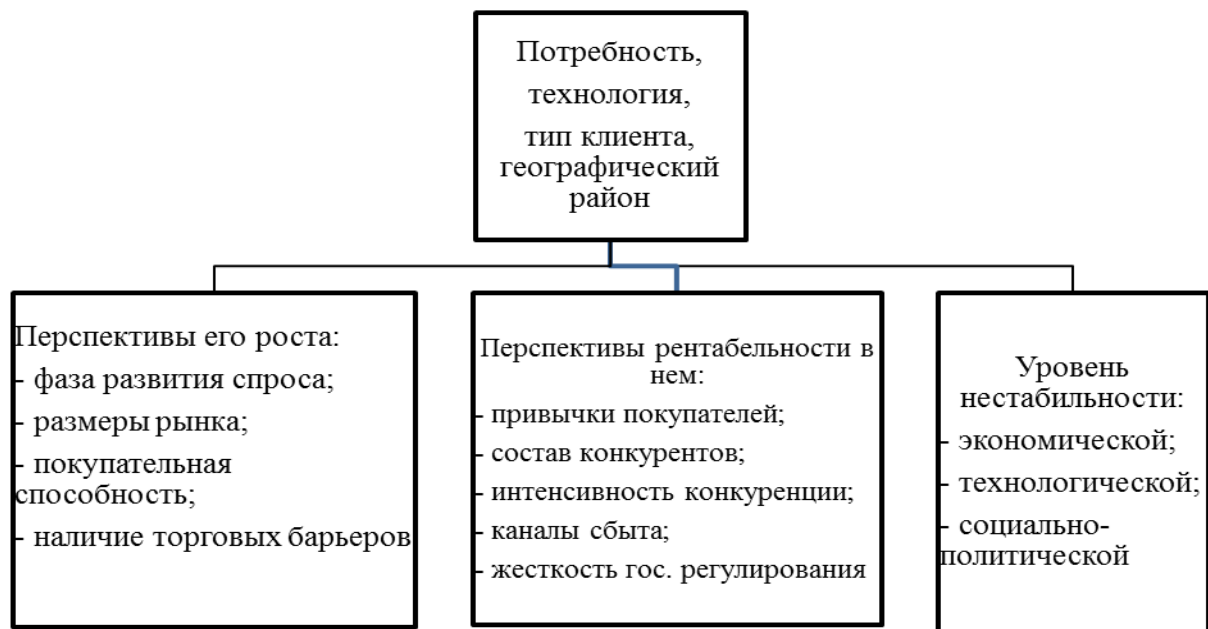 Потребность,
технология,
тип клиента,
географический
район
Перспективы его роста:
- фаза развития спроса;
- размеры рынка;
- покупательная
способность;
- наличие торговых барьеров
Перспективы рентабельности в
нем:
- привычки покупателей;
- состав конкурентов;
- интенсивность конкуренции;
- каналы сбыта;
- жесткость гос. регулирования
Уровень
нестабильности:
- экономической;
- технологической;
- социально-
политической